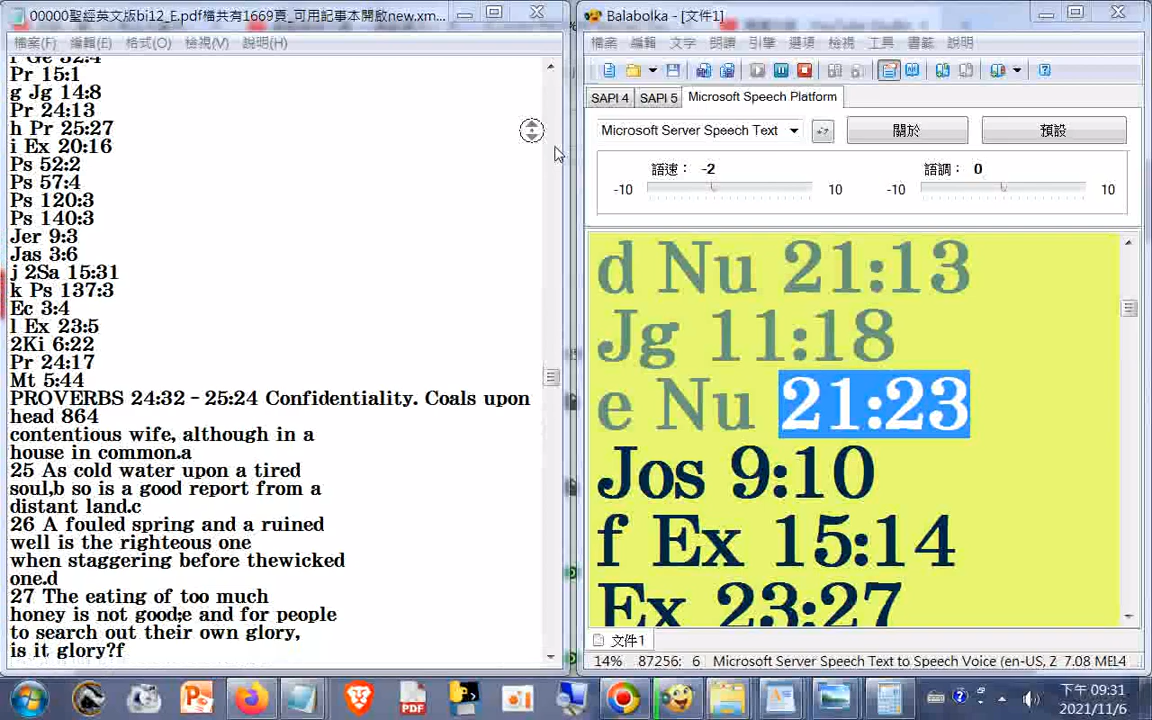 00000聖經英文版bi12_E.pdf檔共有1669頁_可用記事本開啟new.xm...
檔案(F) 編輯(E) 格式(O) 檢視(V) 說明(H)
f Ge 32:4
Pr 15:1
g Jg 14:8
Pr 24:13
h Pr 25:27
i Ex 20:16
Ps 52:2
Ps 57:4
Ps 120:3
Ps 140:3
Jer 9:3
Jas 3:6
j 2Sa 15:31
k Ps 137:3
Ec 3:4
l Ex 23:5
2Ki 6:22
Pr 24:17
Mt 5:44
PROVERBS 24:32 – 25:24 Confidentiality. Coals upon
head 864
contentious wife, although in a
house in common.a
25 As cold water upon a tired
soul,b so is a good report from a
distant land.c
26 A fouled spring and a ruined
well is the righteous one
when staggering before thewicked
one.d
27 The eating of too much
honey is not good;e and for people
to search out their own glory,
is it glory?f
Balabolka - [文件1]
檔案 編輯 文字 朗讀 引擎 選項 檢視 工具 書籤 說明
SAPI 4 SAPI 5 Microsoft Speech Platform
Microsoft Server Speech Text 關於 預設
語速： -2 語調： 0
-10 10 -10 10
d Nu 21:13
Jg 11:18
e Nu 21:23
Jos 9:10
f Ex 15:14
Ex 23:27
文件1
14% 87256: 6 Microsoft Server Speech Text to Speech Voice (en-US, Z 7.08 ME14
下午 09:31
2021/11/6